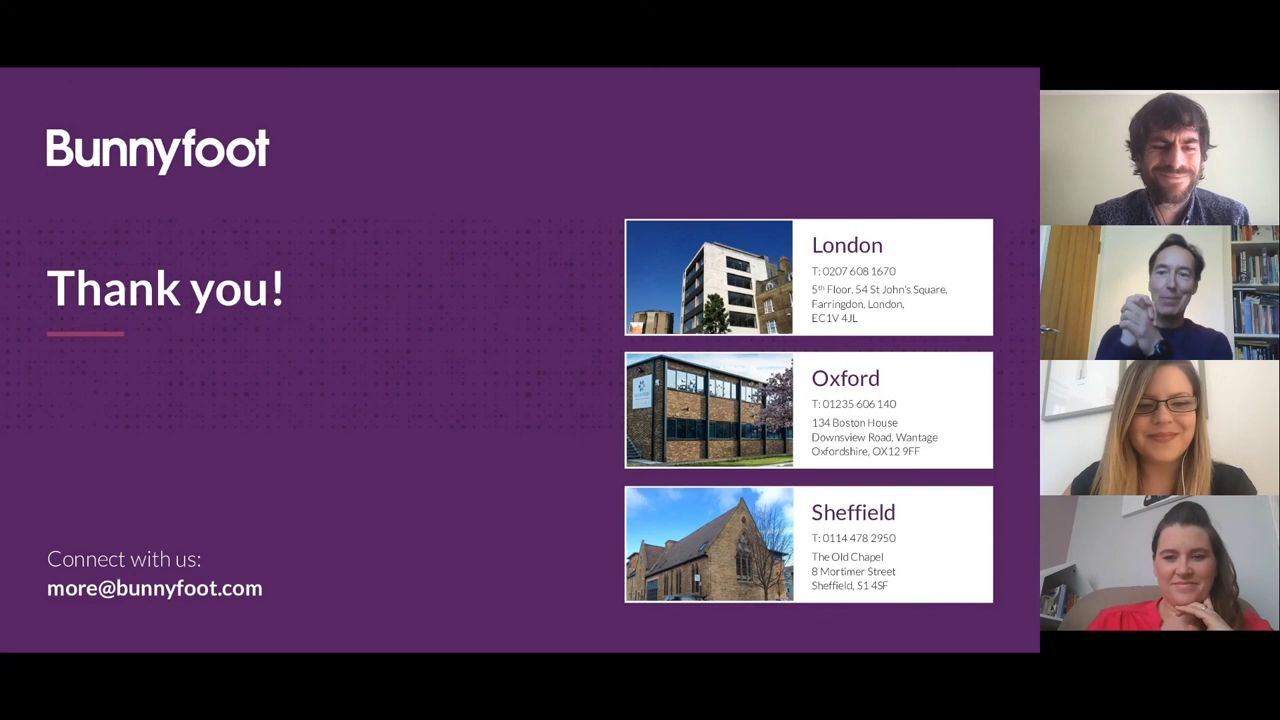 Bunnyfoot
Thank you!
Connect with us:
more@bunnyfoot.com
London
T: 0207 608 1670
5th Floor, 54 St John's Square,
Farringdon, London,
EC1V 4JL
Oxford
T: 01235 606 140
134 Boston House
Downsview Road, Wantage
Oxfordshire, OX12 9FF
Sheffield
T: 0114 478 2950
The Old Chapel
8 Mortimer Street
Sheffield, S1 4SF